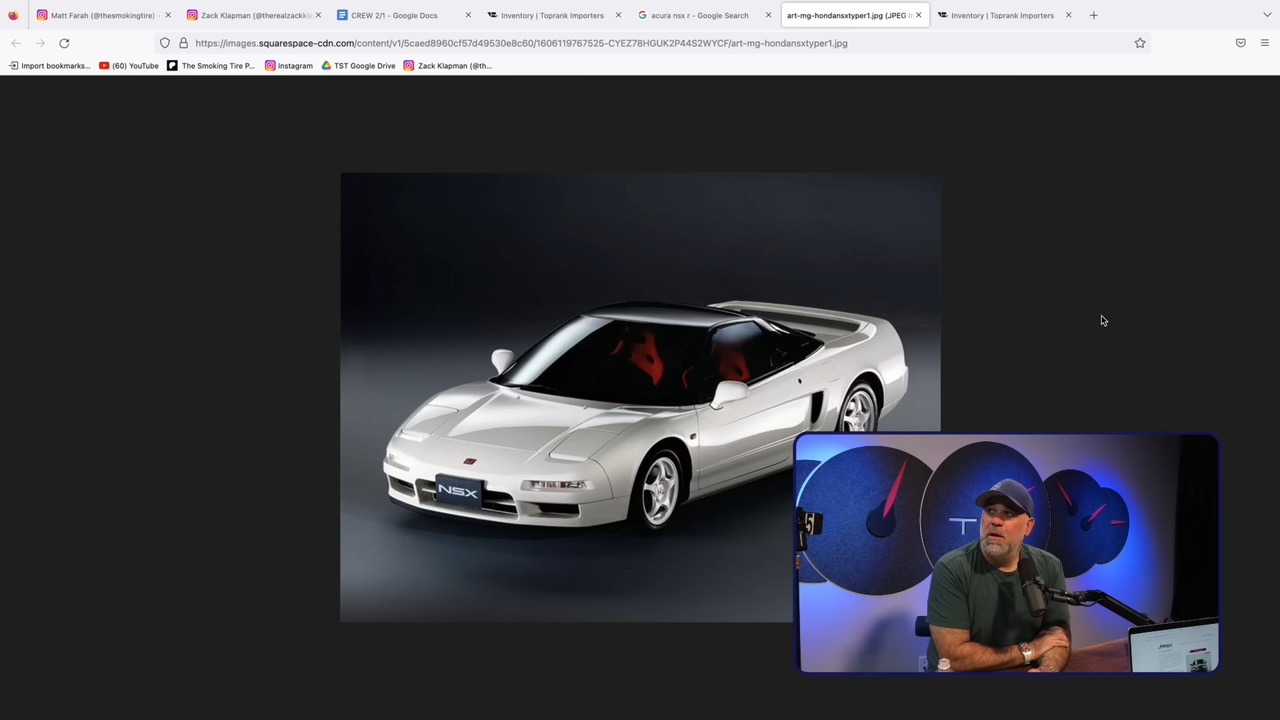 Matt Farah (@thesmokingtire) •
Zack Klapman (@therealzackkl
CREW 2/1 - Google Docs
Inventory | Toprank Importers
acura nsx r - Google Search
art-mg-hondansxtyper1.jpg (JPEG I
Inventory | Toprank Importers
https://images.squarespace-cdn.com/content/v1/5caed8960cf57d49530e8c60/1606119767525-CYEZ78HGUK2P44S2WYCF/art-mg-hondansxtyper1.jpg
Import bookmarks...
(60) YouTube
The Smoking Tire P...
Instagram
TST Google Drive
Zack Klapman (@th...
NSX
T
5